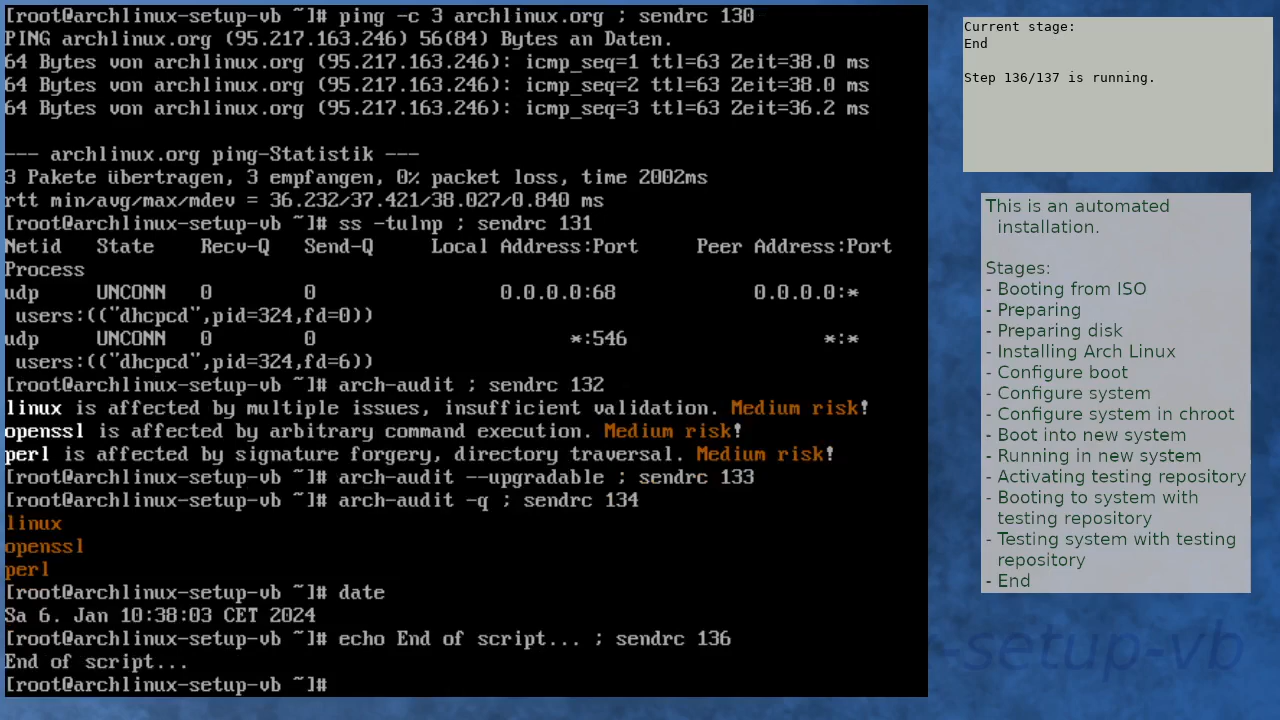 [root@archlinux-setup-vb ~]# ping -c 3 archlinux.org ; sendrc 130
PING archlinux.org (95.217.163.246) 56(84) Bytes an Daten.
64 Bytes von archlinux.org (95.217.163.246): icmp_seq=1 ttl=63 Zeit=38.0 ms
64 Bytes von archlinux.org (95.217.163.246): icmp_seq=2 ttl=63 Zeit=38.0 ms
64 Bytes von archlinux.org (95.217.163.246): icmp_seq=3 ttl=63 Zeit=36.2 ms
--- archlinux.org ping-Statistik ---
3 Pakete übertragen, 3 empfangen, 0% packet loss, time 2002ms
rtt min/avg/max/mdev = 36.232/37.421/38.027/0.840 ms
[root@archlinux-setup-vb ~]# ss -tulnp ; sendrc 131
Netid State Recv-Q Send-Q Local Address:Port Peer Address:Port
Process
udp UNCONN 0 0 0.0.0.0:68 0.0.0.0:*
users:(("dhcpcd",pid=324,fd=0))
udp UNCONN 0 0 *:546 *:*
users:(("dhcpcd",pid=324,fd=6))
[root@archlinux-setup-vb ~]# arch-audit ; sendrc 132
linux is affected by multiple issues, insufficient validation. Medium risk!
openssl is affected by arbitrary command execution. Medium risk!
perl is affected by signature forgery, directory traversal. Medium risk!
[root@archlinux-setup-vb ~]# arch-audit --upgradable ; sendrc 133
[root@archlinux-setup-vb ~]# arch-audit -q ; sendrc 134
linux
openssl
perl
[root@archlinux-setup-vb ~]# date
Sa 6. Jan 10:38:03 CET 2024
[root@archlinux-setup-vb ~]# echo End of script... ; sendrc 136
End of script...
[root@archlinux-setup-vb ~]#
Current stage:
End
Step 136/137 is running.
This is an automated
installation.
Stages:
- Booting from ISO
- Preparing
- Preparing disk
- Installing Arch Linux
- Configure boot
- Configure system
- Configure system in chroot
- Boot into new system
- Running in new system
- Activating testing repository
- Booting to system with
testing repository
- Testing system with testing
repository
- End
-setup-vb